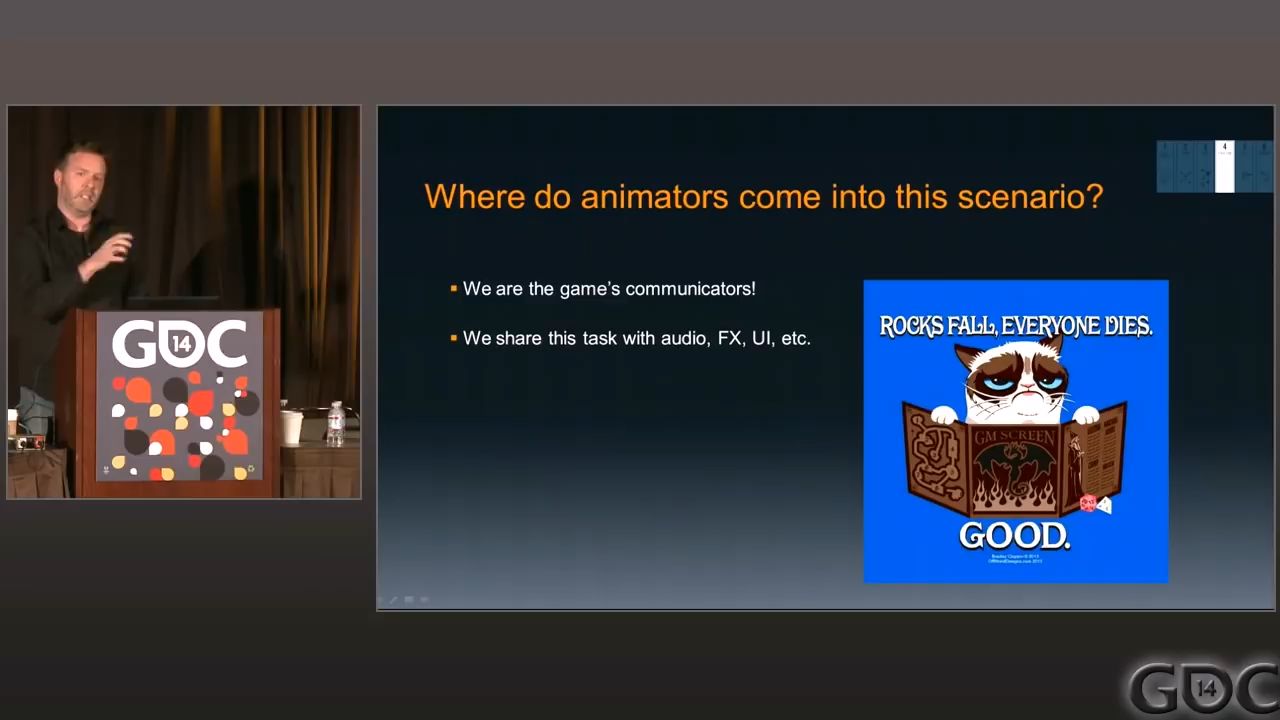 4
Where do animators come into this scenario?
We are the game's communicators!
We share this task with audio, FX, UI, etc.
ROCKS FALL, EVERYONE DIES.
GM SCREEN
GOOD.
GDC
14
GDC
14